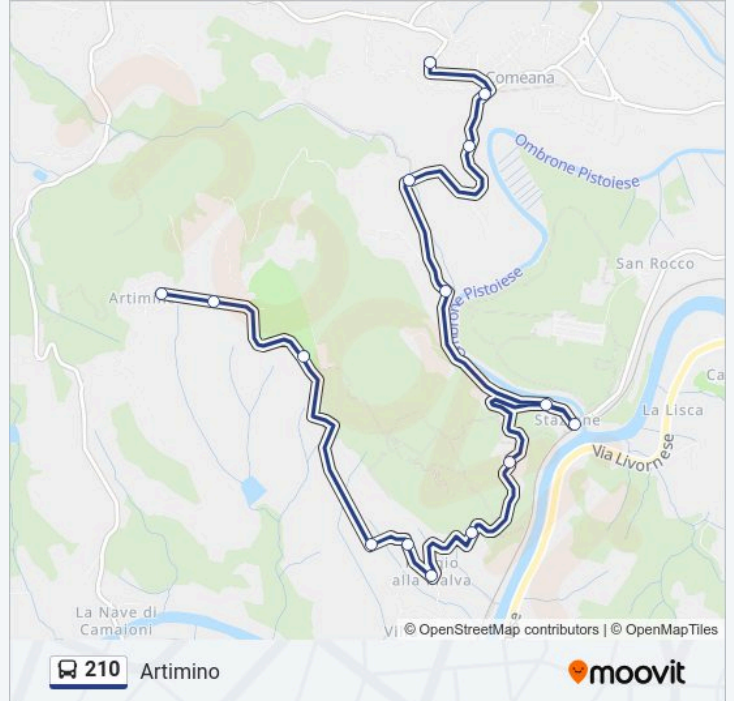 Comeana
Ombrone Pistoiese
San Rocco
Ombrone Pistoiese
Artimino
Ca
La Lisca
Stazione
Via Livornese
alla Malva
La Nave di
Camaioni
© OpenStreetMap contributors | © OpenMapTiles
210 Artimino
moovit